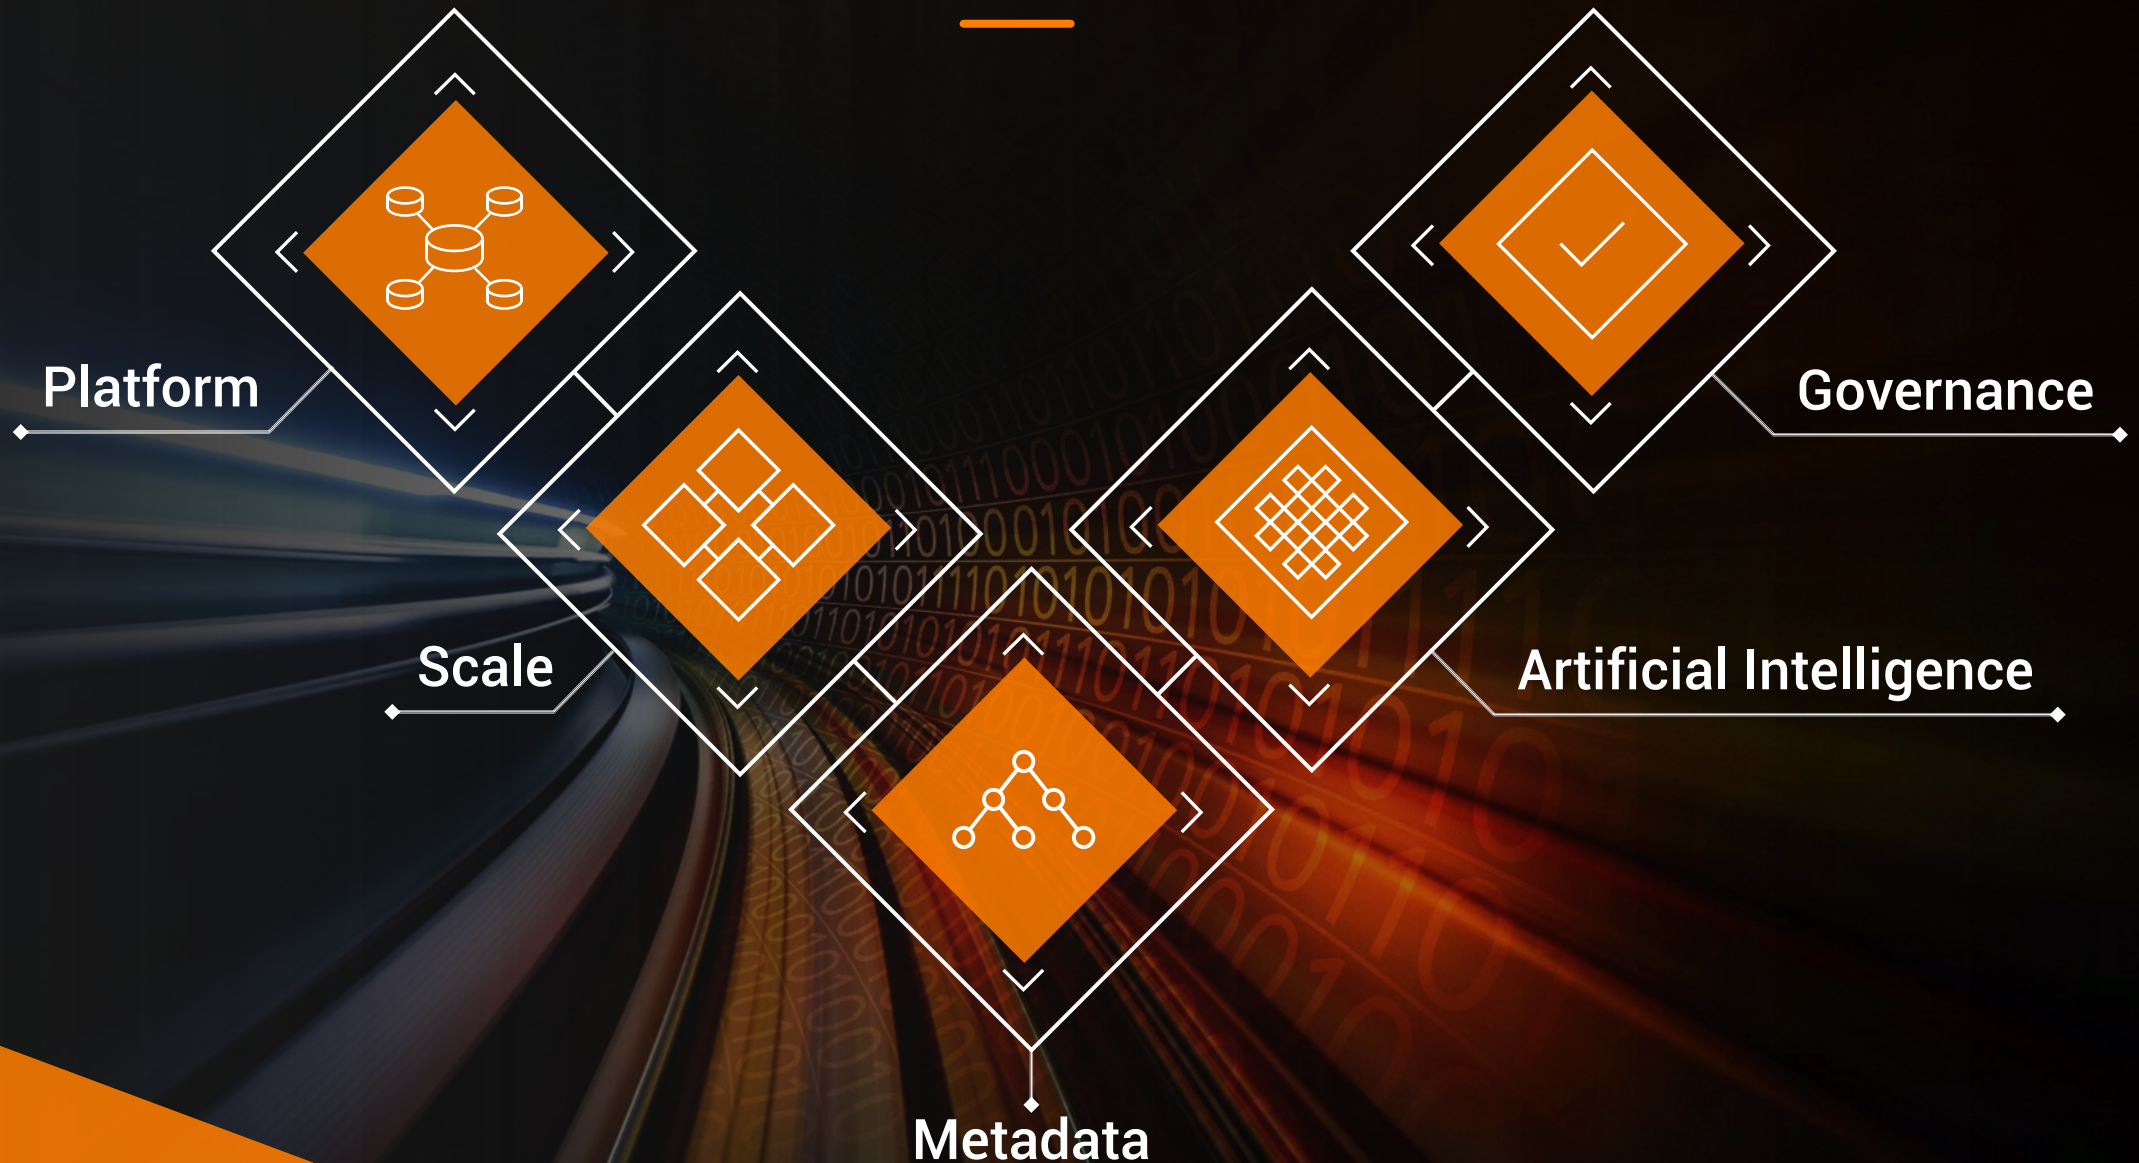 Platform
Governance
Scale
Artificial Intelligence
Metadata